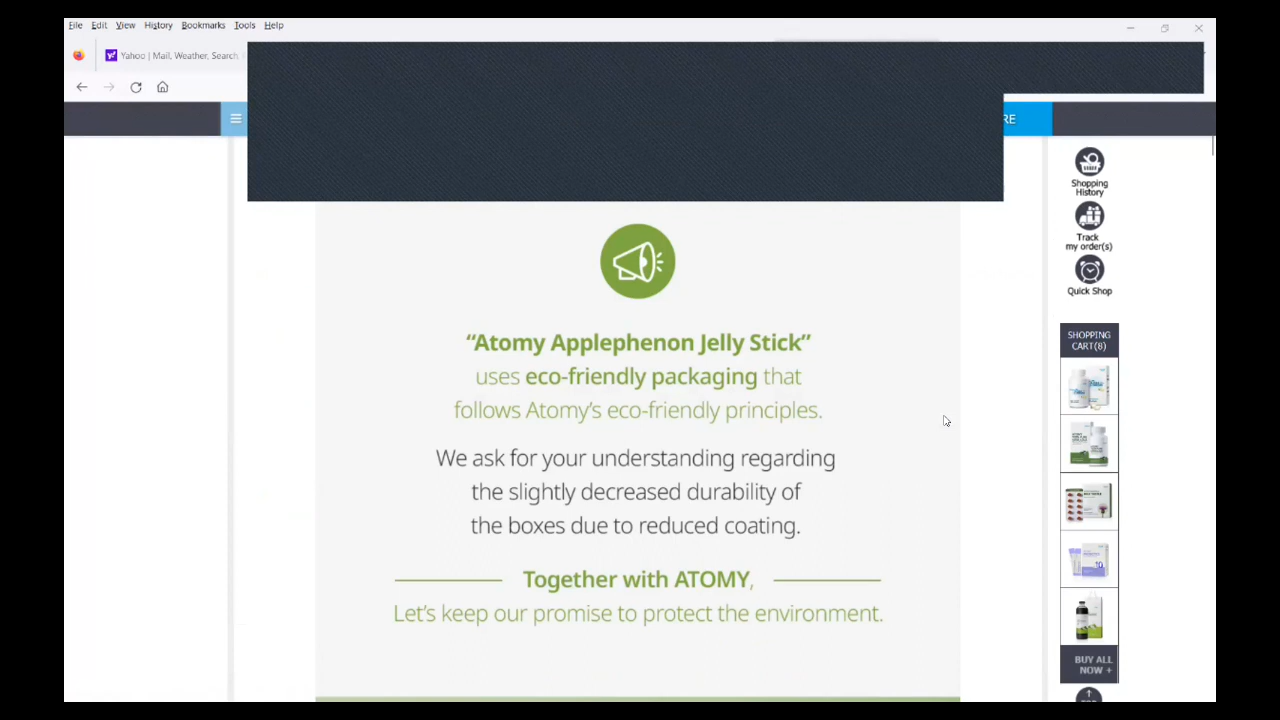 File Edit View History Bookmarks Tools Help
Yahoo | Mail, Weather, Search
RE
Shopping
History
Track
my order(s)
Quick Shop
SHOPPING
CART(8)
“Atomy Applephenon Jelly Stick”
uses eco-friendly packaging that
follows Atomy’s eco-friendly principles.
We ask for your understanding regarding
the slightly decreased durability of
the boxes due to reduced coating.
Together with ATOMY,
Let’s keep our promise to protect the environment.
BUY ALL
NOW +